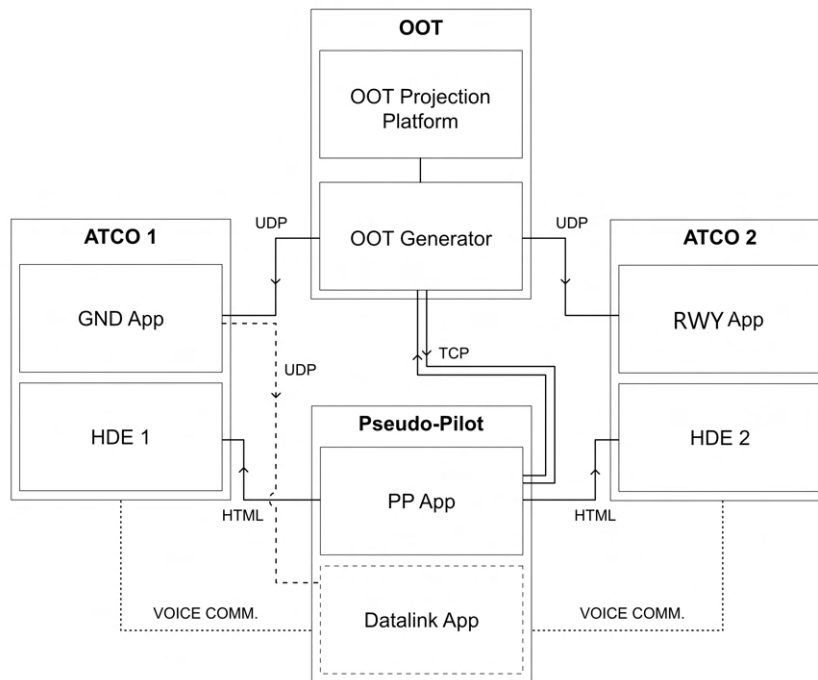 OOT
OOT Projection
Platform
OOT Generator
UDP
UDP
ATCO 1
GND App
HDE 1
ATCO 2
RWY App
HDE 2
UDP
TCP
Pseudo-Pilot
PP App
Datalink App
HTML
HTML
VOICE COMM.
VOICE COMM.